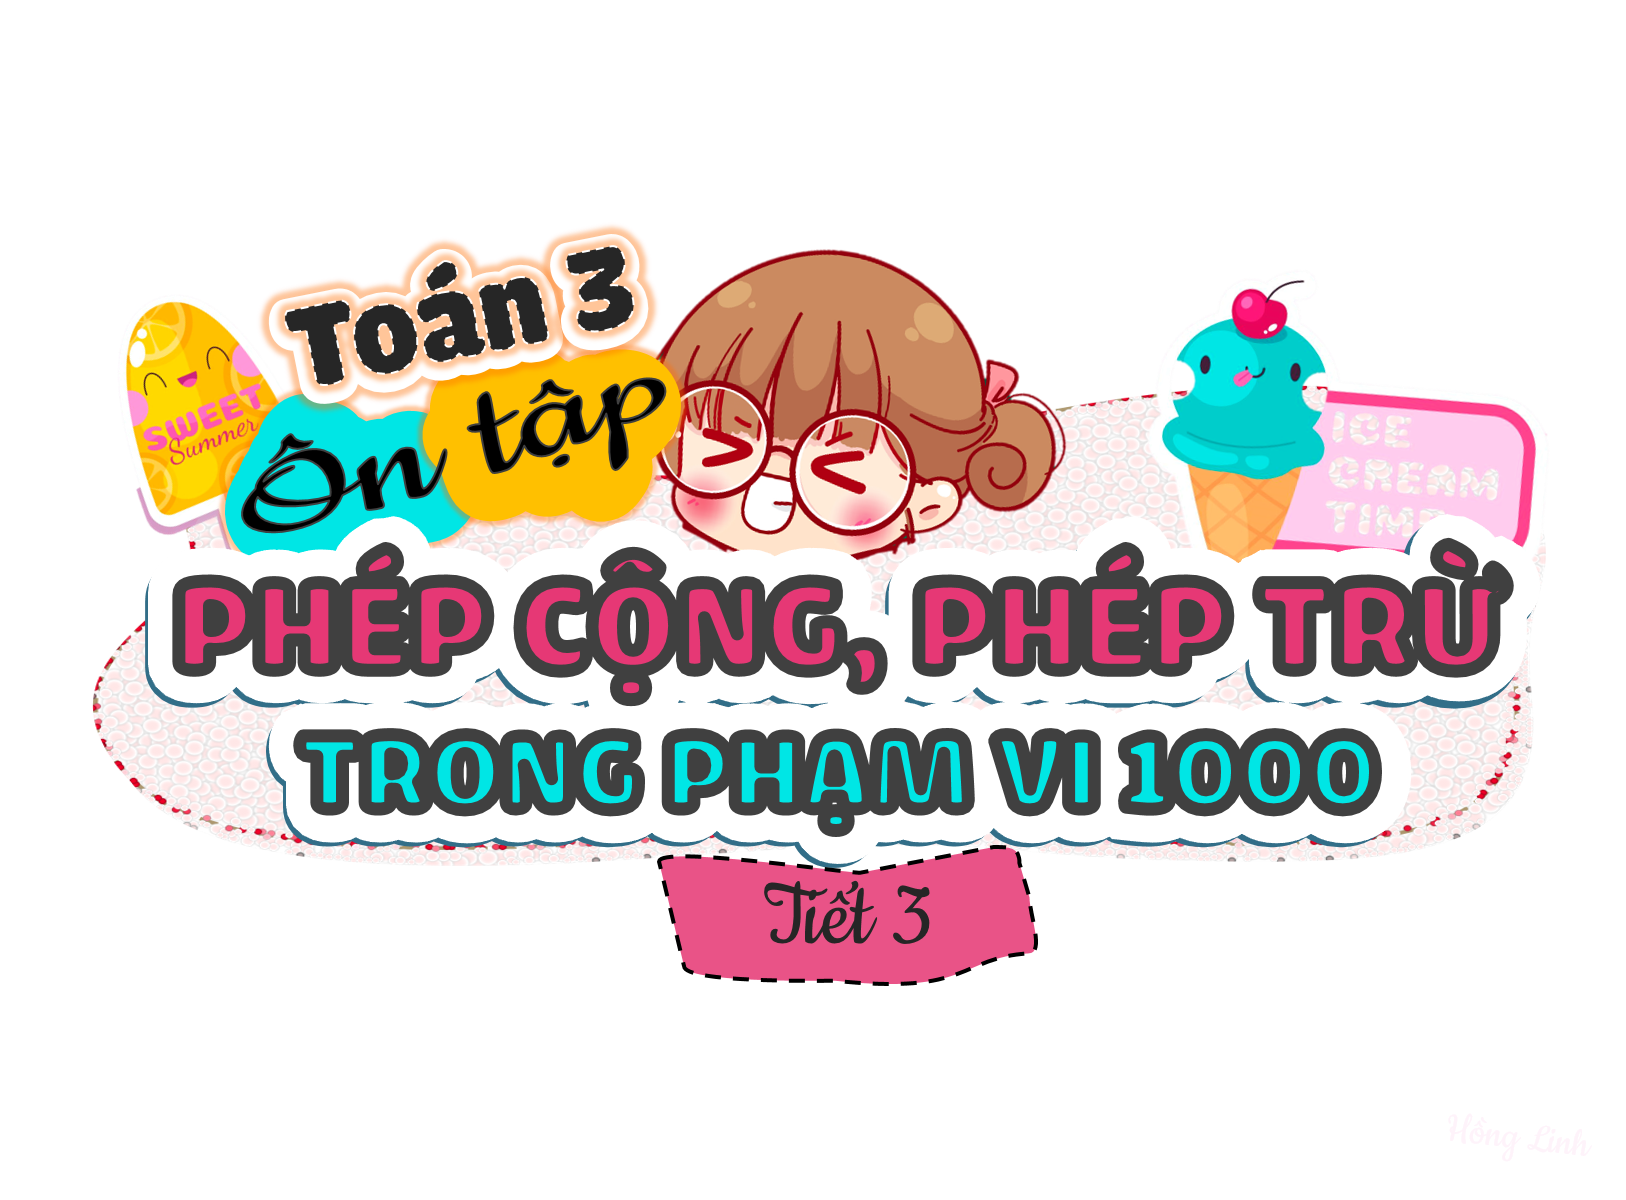 Toán 3
Ôn tập
SWEET
Summer
ICE
CREAM
TIME
PHÉP CỘNG, PHÉP TRỪ
TRONG PHẠM VI 1000
Tiết 3
Hồng Linh